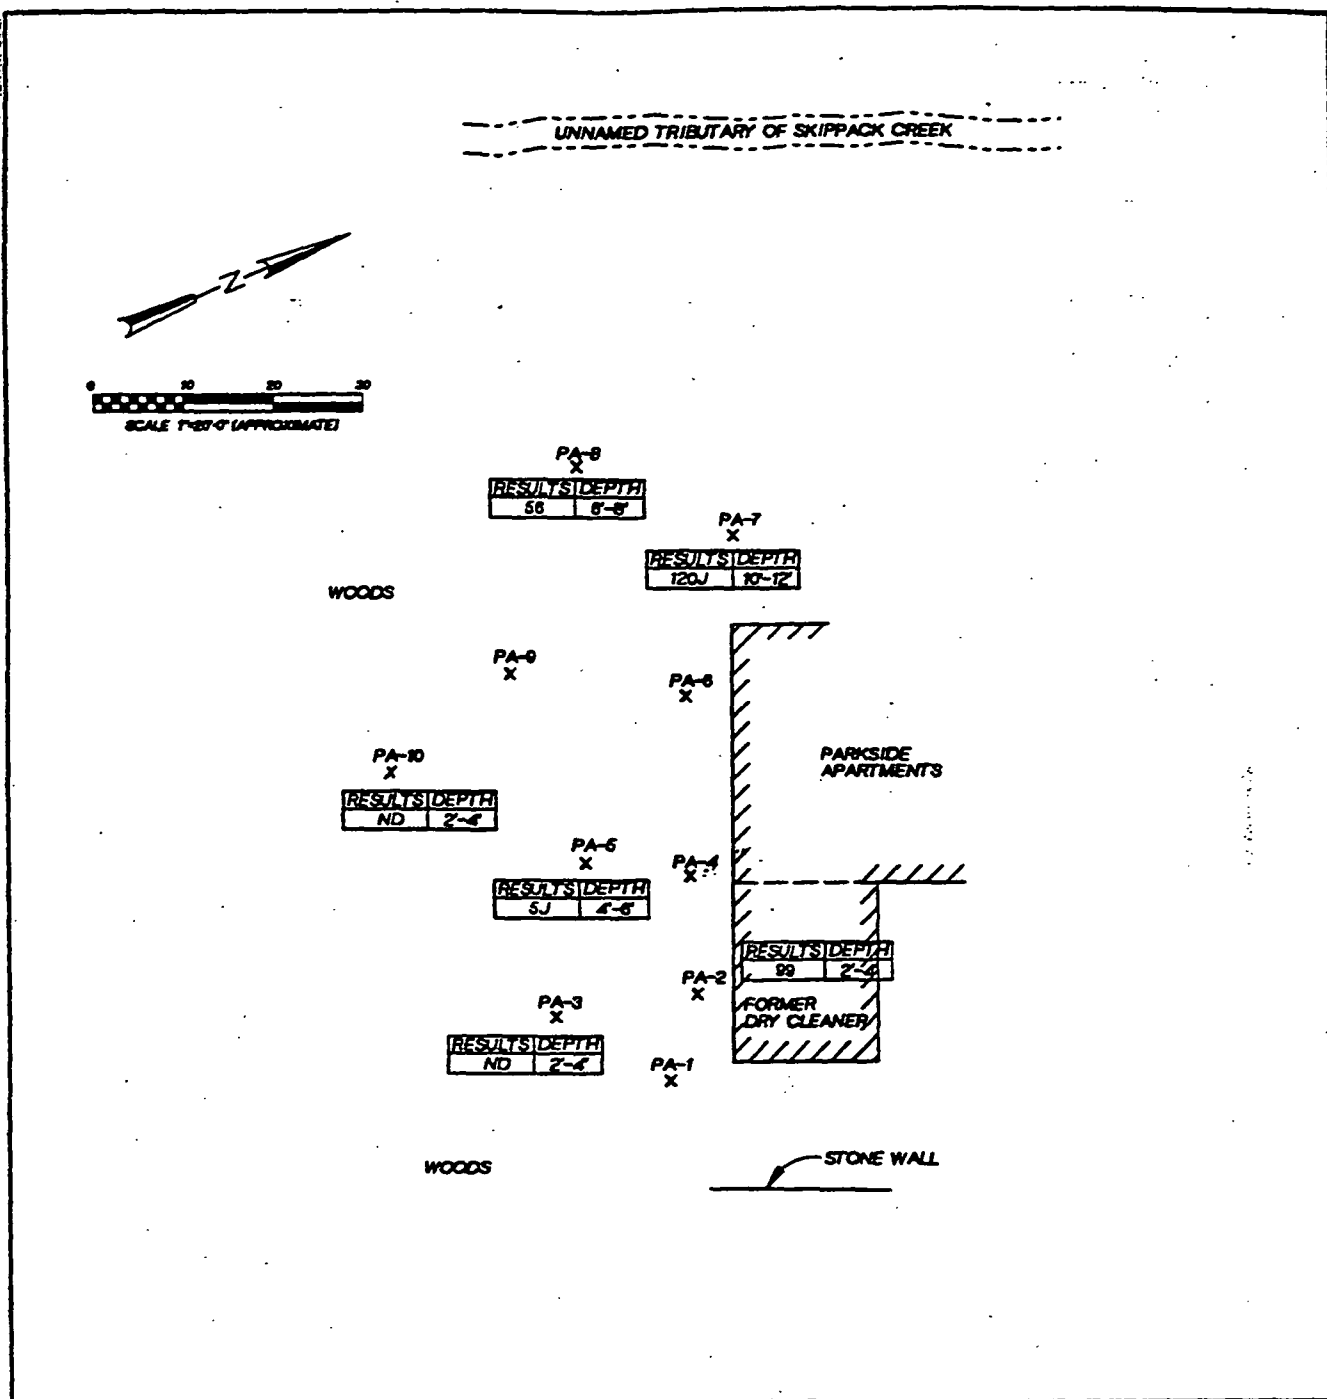 UNNAMED TRIBUTARY OF SKIPPACK CREEK
N
0 10 20 30
SCALE 1"=20'-0" (APPROXIMATE)
PA-8
RESULTS DEPTH
56 6'-8'
PA-7
RESULTS DEPTH
120J 10'-12'
WOODS
PA-9
PA-6
PARKSIDE
APARTMENTS
PA-10
RESULTS DEPTH
ND 2'-4'
PA-5
RESULTS DEPTH
5J 4'-6'
PA-4
RESULTS DEPTH
99 2'-4'
PA-2
FORMER
DRY CLEANER
PA-3
RESULTS DEPTH
ND 2'-4'
PA-1
WOODS
STONE WALL